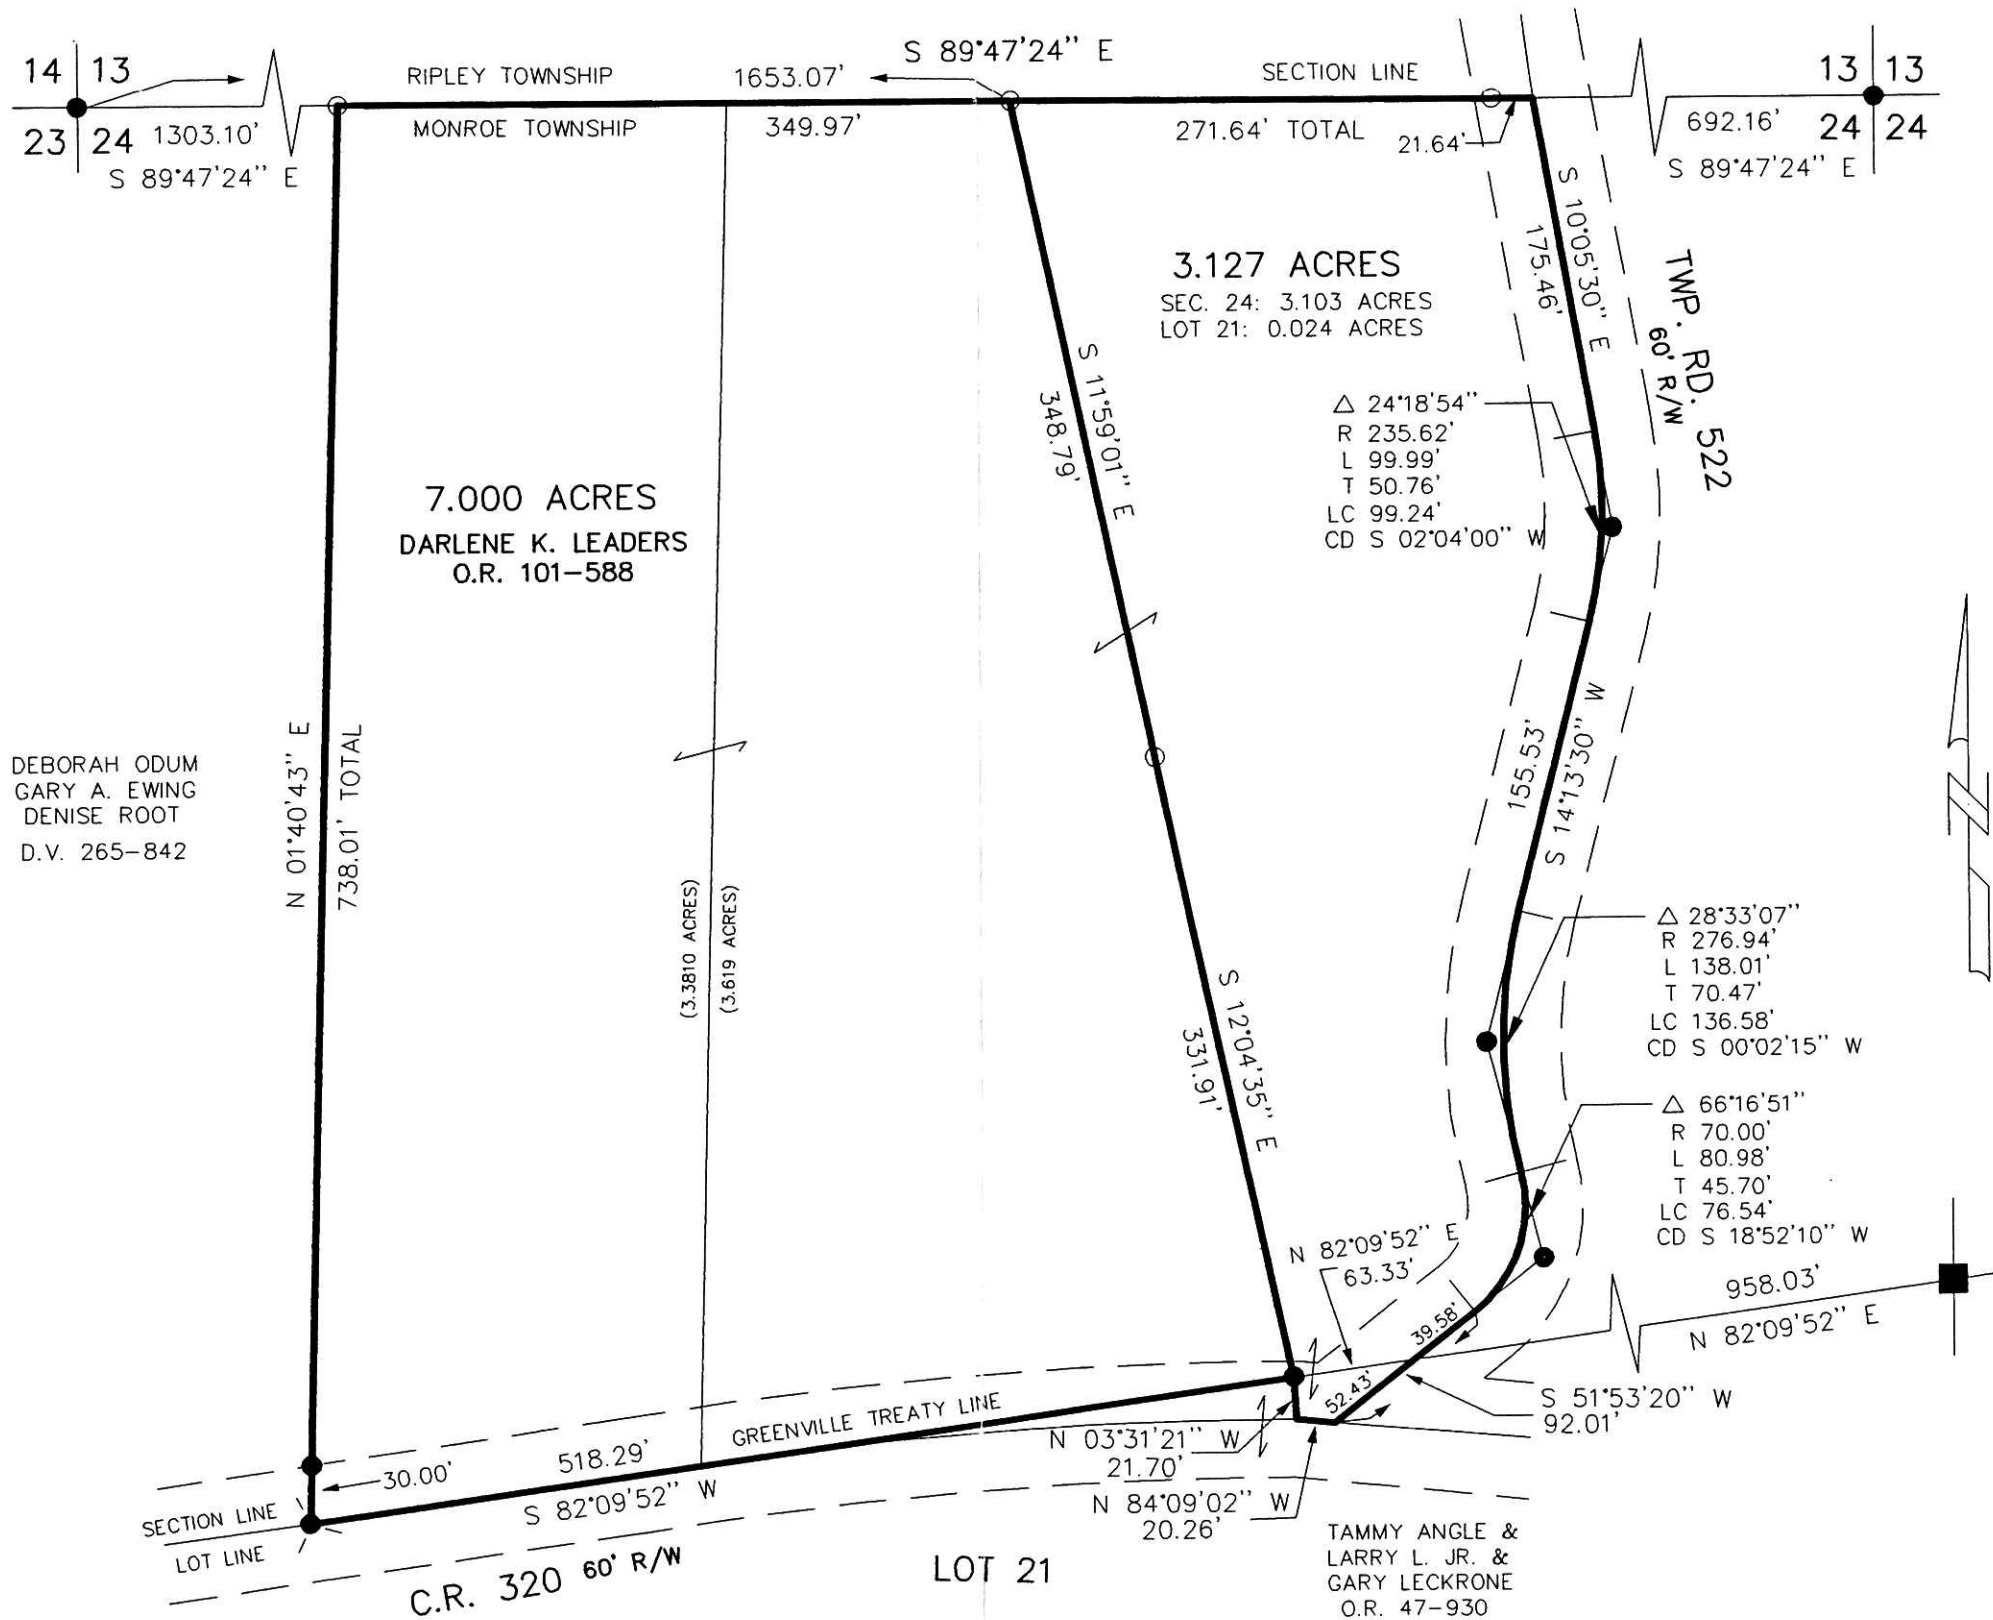 14 13
23 24
1303.10'
S 89°47'24" E
RIPLEY TOWNSHIP
MONROE TOWNSHIP
1653.07'
349.97'
S 89°47'24" E
SECTION LINE
271.64' TOTAL
21.64'
13 13
24 24
692.16'
S 89°47'24" E
S 10°05'30" E
175.46'
TWP. RD. 522
60' R/W
3.127 ACRES
SEC. 24: 3.103 ACRES
LOT 21: 0.024 ACRES
S 11°59'01" E
348.79'
△ 24°18'54"
R 235.62'
L 99.99'
T 50.76'
LC 99.24'
CD S 02°04'00" W
7.000 ACRES
DARLENE K. LEADERS
O.R. 101-588
DEBORAH ODUM
GARY A. EWING
DENISE ROOT
D.V. 265-842
N 01°40'43" E
738.01' TOTAL
(3.3810 ACRES)
(3.619 ACRES)
155.53'
S 14°13'30" W
△ 28°33'07"
R 276.94'
L 138.01'
T 70.47'
LC 136.58'
CD S 00°02'15" W
S 12°04'35" E
331.91'
△ 66°16'51"
R 70.00'
L 80.98'
T 45.70'
LC 76.54'
CD S 18°52'10" W
N 82°09'52" E
63.33'
958.03'
N 82°09'52" E
39.58'
52.43'
S 51°53'20" W
92.01'
GREENVILLE TREATY LINE
518.29'
S 82°09'52" W
30.00'
N 03°31'21" W
21.70'
N 84°09'02" W
20.26'
SECTION LINE
LOT LINE
C.R. 320 60' R/W
LOT 21
TAMMY ANGLE &
LARRY L. JR. &
GARY LECKRONE
O.R. 47-930
N